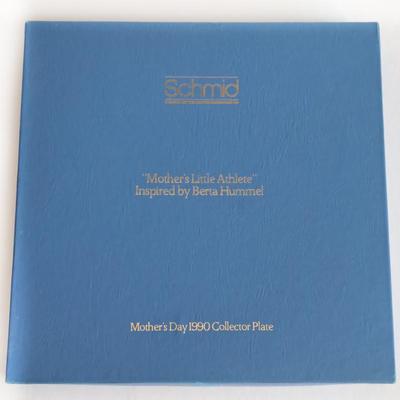 Schmid
"Mother's Little Athlete"
Inspired by Berta Hummel
Mother's Day 1990 Collector Plate